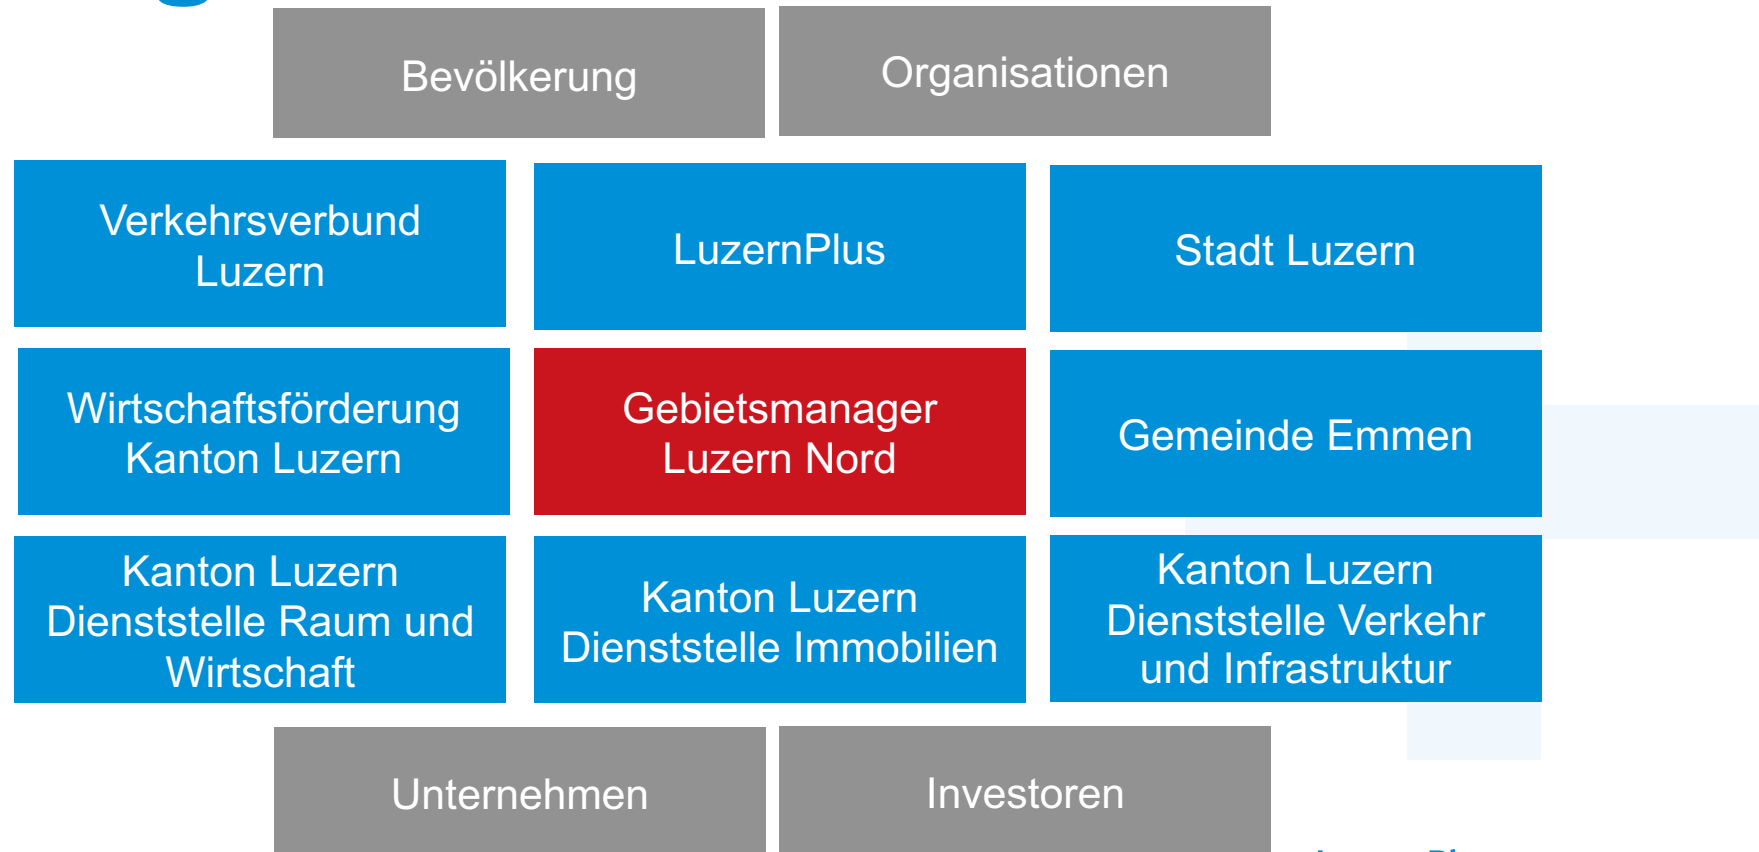 Bevölkerung
Organisationen
Verkehrsverbund
Luzern
LuzernPlus
Stadt Luzern
Wirtschaftsförderung
Kanton Luzern
Gebietsmanager
Luzern Nord
Gemeinde Emmen
Kanton Luzern
Dienststelle Raum und
Wirtschaft
Kanton Luzern
Dienststelle Immobilien
Kanton Luzern
Dienststelle Verkehr
und Infrastruktur
Unternehmen
Investoren